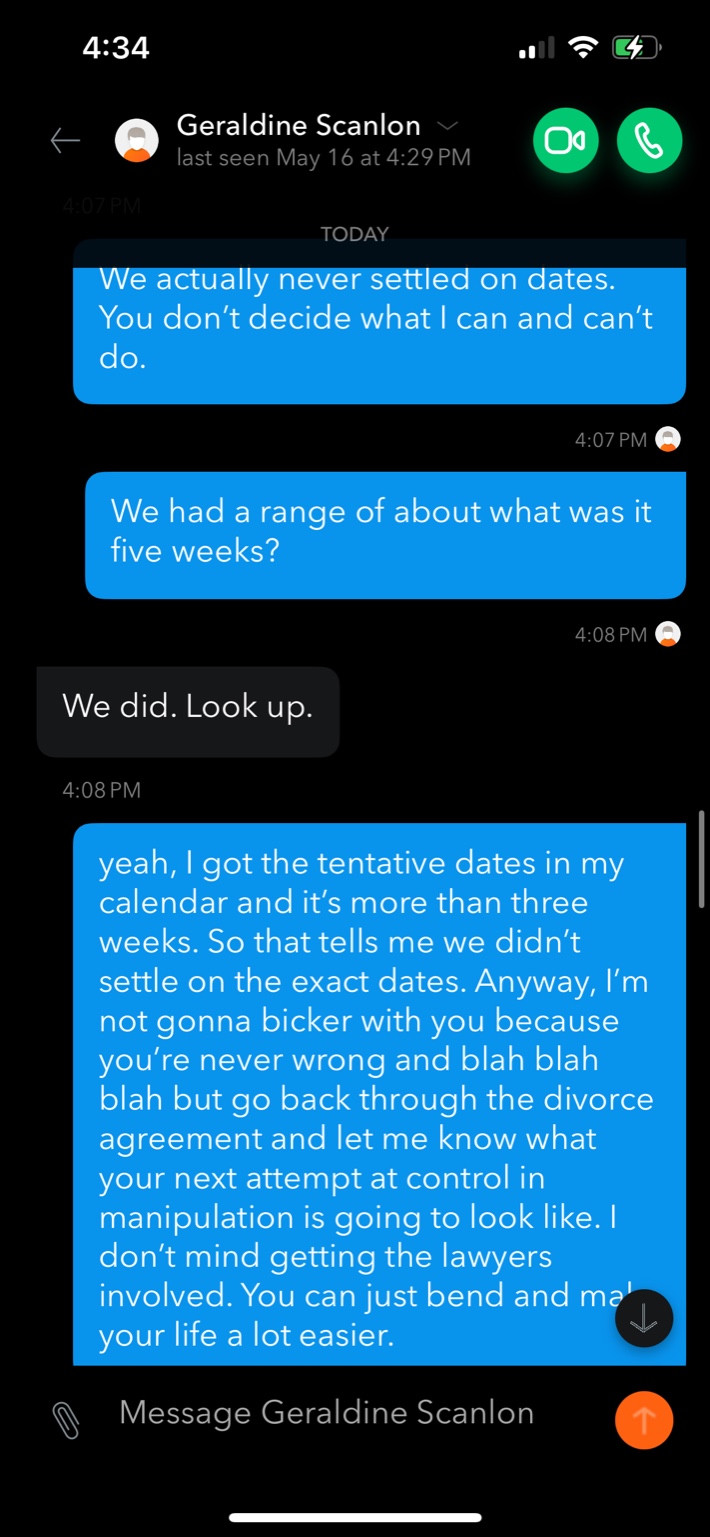 4:34
Geraldine Scanlon
last seen May 16 at 4:29 PM
4:07 PM
TODAY
We actually never settled on dates.
You don’t decide what I can and can’t
do.
4:07 PM
We had a range of about what was it
five weeks?
4:08 PM
We did. Look up.
4:08 PM
yeah, I got the tentative dates in my
calendar and it’s more than three
weeks. So that tells me we didn’t
settle on the exact dates. Anyway, I’m
not gonna bicker with you because
you’re never wrong and blah blah
blah but go back through the divorce
agreement and let me know what
your next attempt at control in
manipulation is going to look like. I
don’t mind getting the lawyers
involved. You can just bend and
your life a lot easier.
Message Geraldine Scanlon